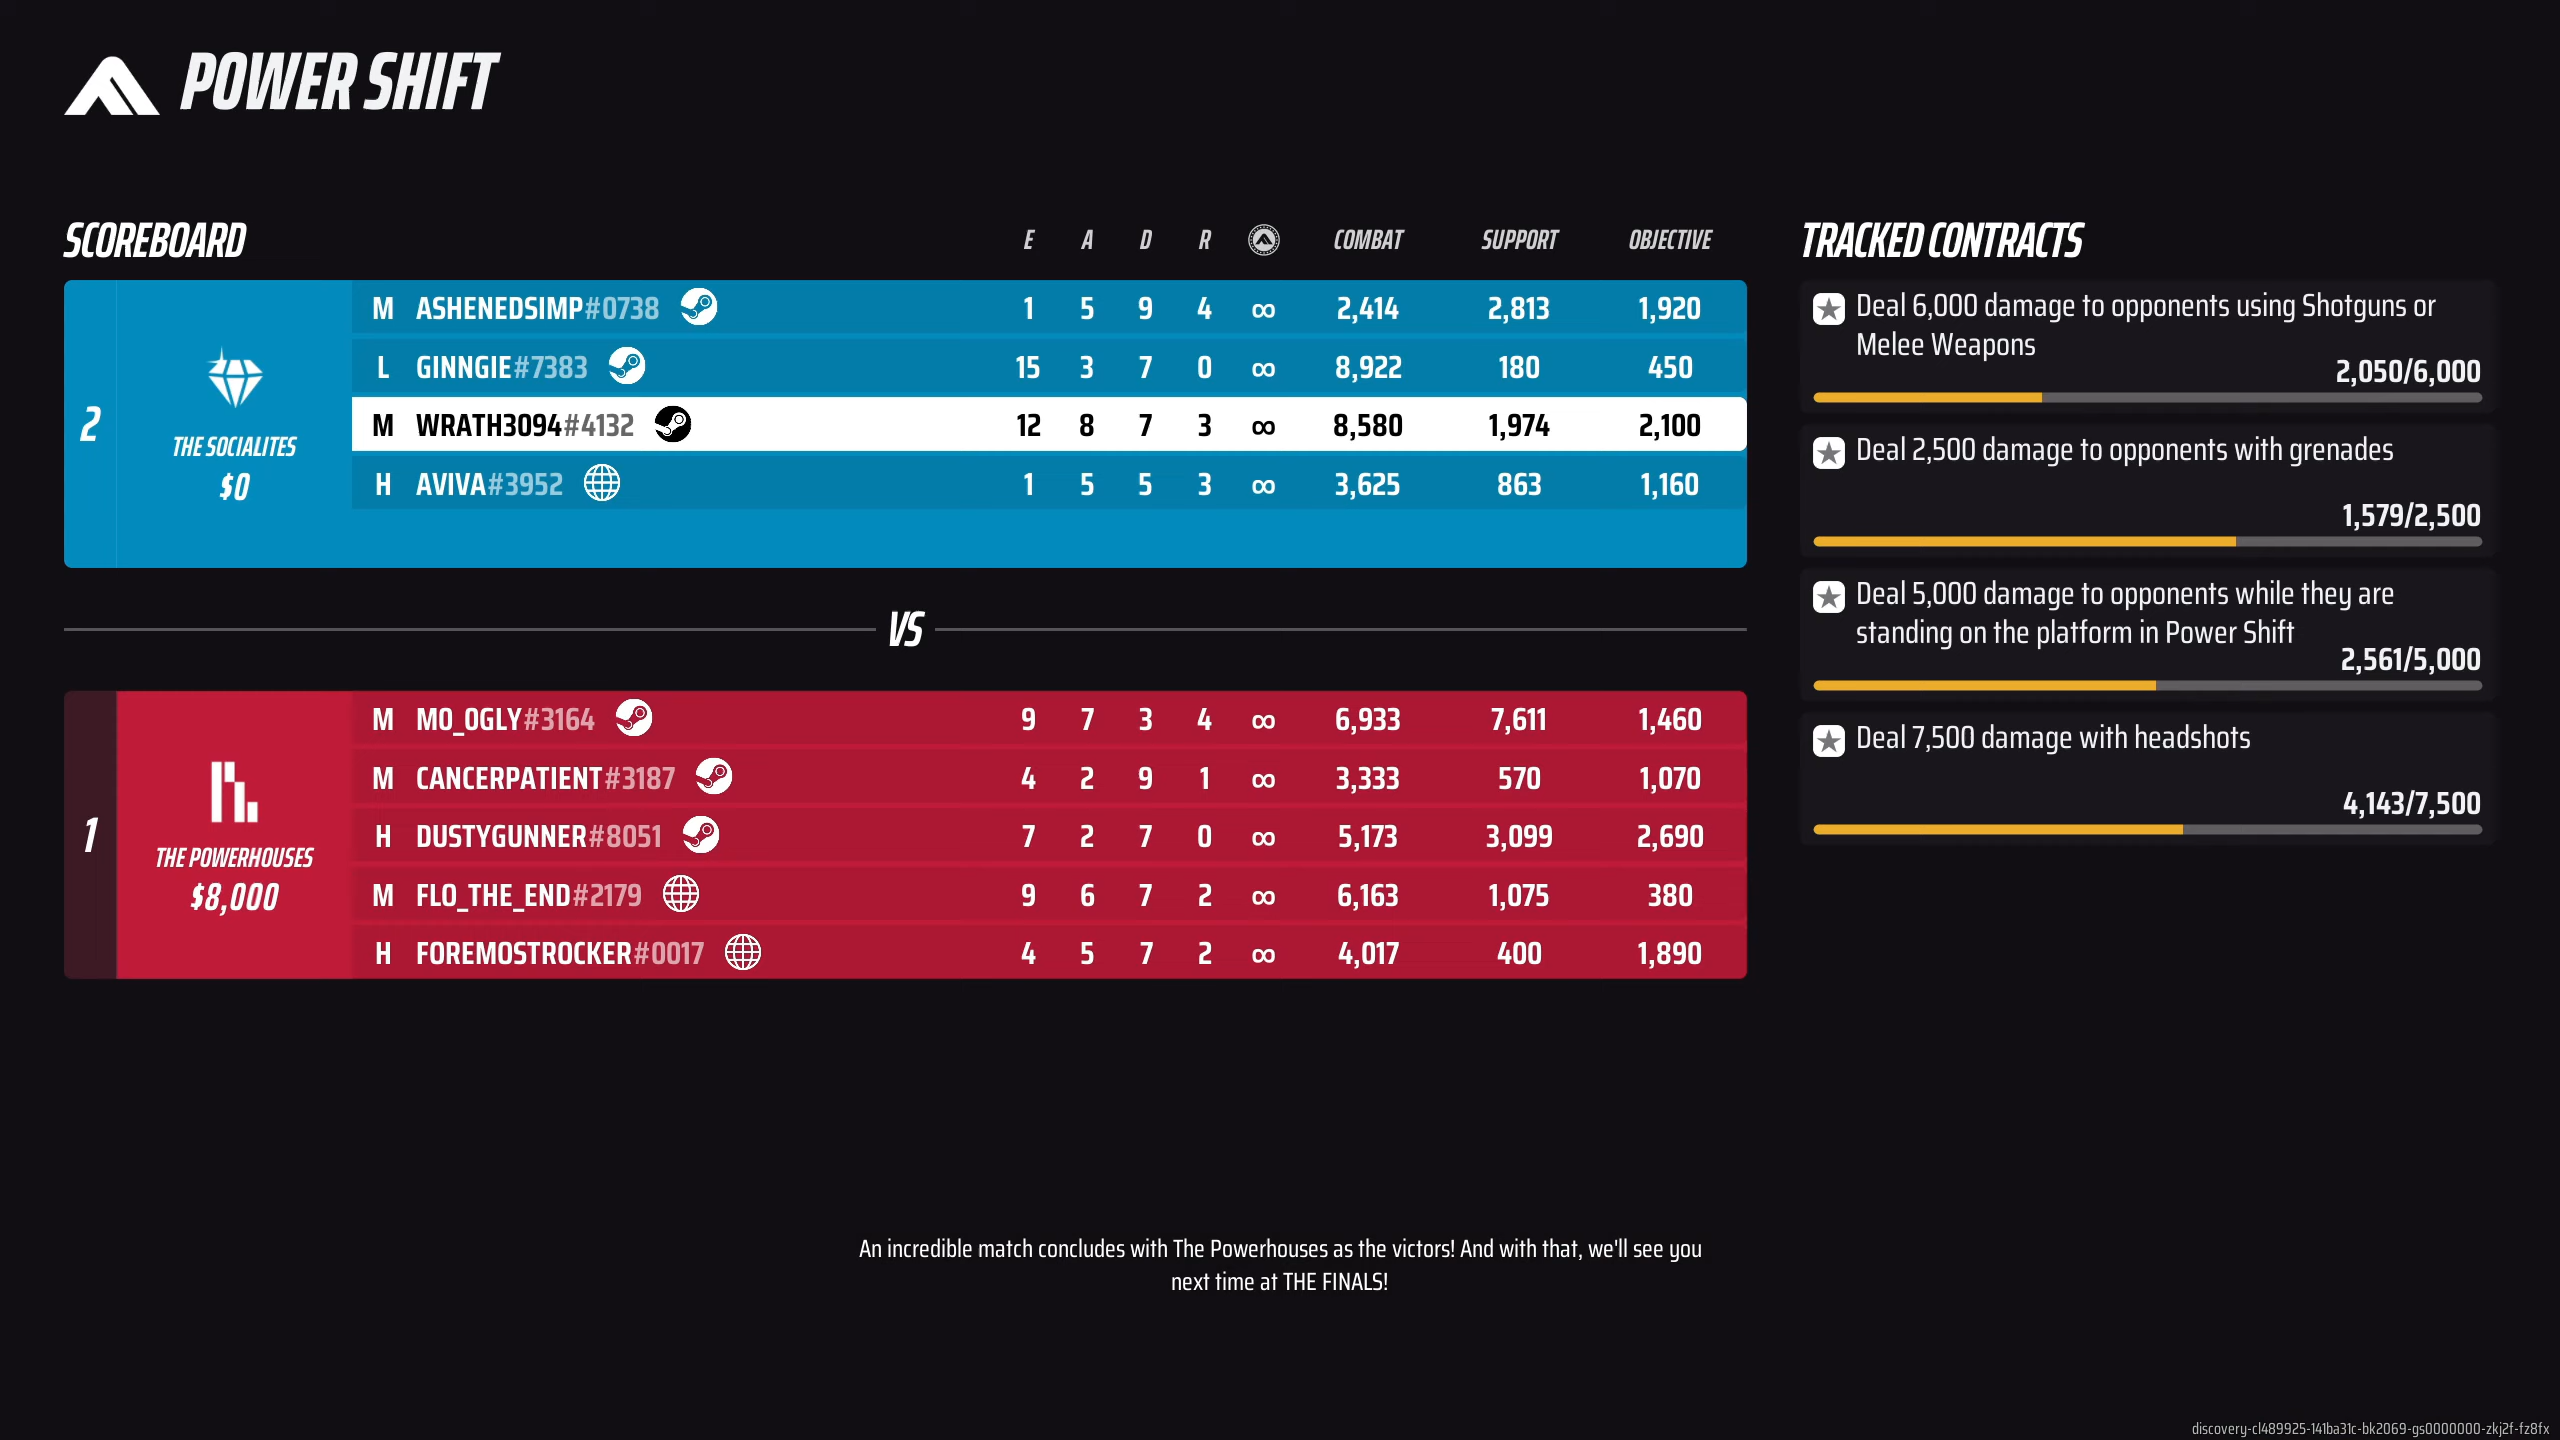 POWER SHIFT
SCOREBOARD E A D R COMBAT SUPPORT OBJECTIVE
2
THE SOCIALITES
$0
M ASHENEDSIMP#0738 1 5 9 4 ∞ 2,414 2,813 1,920
L GINNGIE#7383 15 3 7 0 ∞ 8,922 180 450
M WRATH3094#4132 12 8 7 3 ∞ 8,580 1,974 2,100
H AVIVA#3952 1 5 5 3 ∞ 3,625 863 1,160
VS
1
THE POWERHOUSES
$8,000
M MO_OGLY#3164 9 7 3 4 ∞ 6,933 7,611 1,460
M CANCERPATIENT#3187 4 2 9 1 ∞ 3,333 570 1,070
H DUSTYGUNNER#8051 7 2 7 0 ∞ 5,173 3,099 2,690
M FLO_THE_END#2179 9 6 7 2 ∞ 6,163 1,075 380
H FOREMOSTROCKER#0017 4 5 7 2 ∞ 4,017 400 1,890
TRACKED CONTRACTS
Deal 6,000 damage to opponents using Shotguns or
Melee Weapons
2,050/6,000
Deal 2,500 damage to opponents with grenades
1,579/2,500
Deal 5,000 damage to opponents while they are
standing on the platform in Power Shift
2,561/5,000
Deal 7,500 damage with headshots
4,143/7,500
An incredible match concludes with The Powerhouses as the victors! And with that, we'll see you
next time at THE FINALS!
discovery-cl489925-141ba31c-bk2069-gs0000000-zkj2f-fz8fx